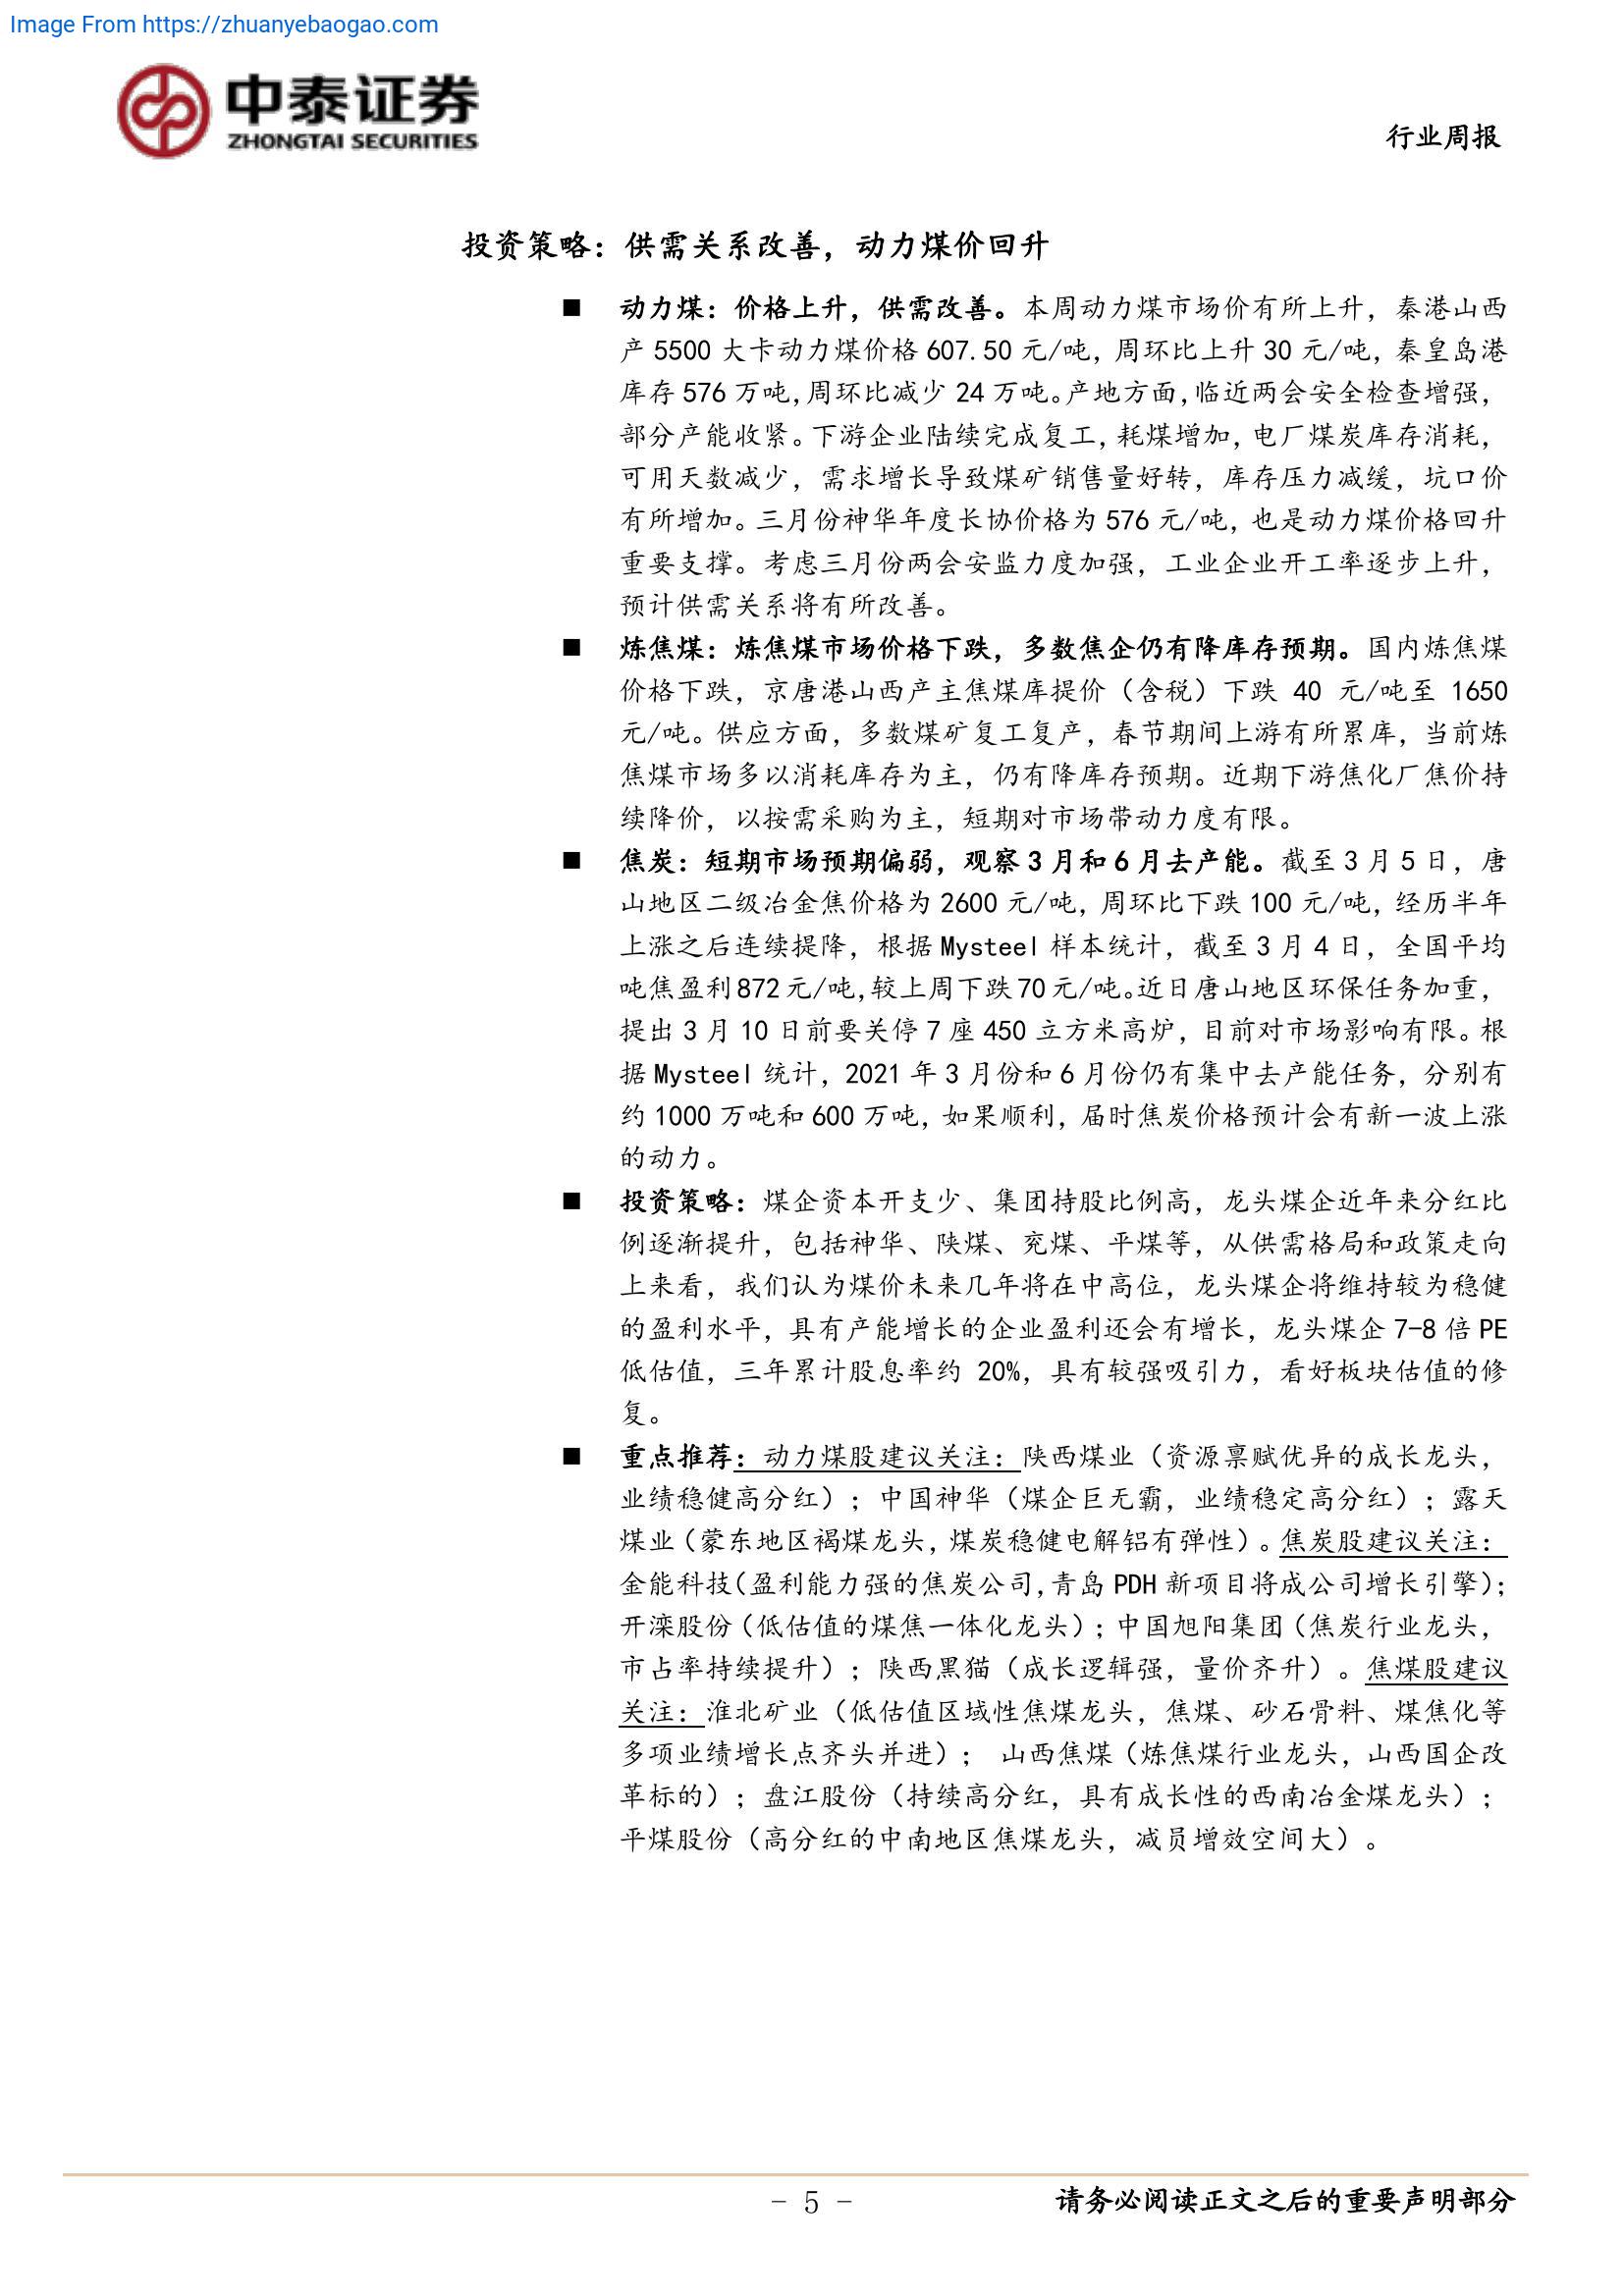 Image From https://zhuanyebaogao.com
中泰证券
ZHONGTAI SECURITIES
行业周报
投资策略：供需关系改善，动力煤价回升
■ 动力煤：价格上升，供需改善。本周动力煤市场价有所上升，秦港山西
产 5500 大卡动力煤价格 607.50 元/吨，周环比上升 30 元/吨，秦皇岛港
库存 576 万吨，周环比减少 24 万吨。产地方面，临近两会安全检查增强，
部分产能收紧。下游企业陆续完成复工，耗煤增加，电厂煤炭库存消耗，
可用天数减少，需求增长导致煤矿销售量好转，库存压力减缓，坑口价
有所增加。三月份神华年度长协价格为 576 元/吨，也是动力煤价格回升
重要支撑。考虑三月份两会安监力度加强，工业企业开工率逐步上升，
预计供需关系将有所改善。
■ 炼焦煤：炼焦煤市场价格下跌，多数焦企仍有降库存预期。国内炼焦煤
价格下跌，京唐港山西产主焦煤库提价（含税）下跌 40 元/吨至 1650
元/吨。供应方面，多数煤矿复工复产，春节期间上游有所累库，当前炼
焦煤市场多以消耗库存为主，仍有降库存预期。近期下游焦化厂焦价持
续降价，以按需采购为主，短期对市场带动力度有限。
■ 焦炭：短期市场预期偏弱，观察 3 月和 6 月去产能。截至 3 月 5 日，唐
山地区二级冶金焦价格为 2600 元/吨，周环比下跌 100 元/吨，经历半年
上涨之后连续提降，根据 Mysteel 样本统计，截至 3 月 4 日，全国平均
吨焦盈利 872 元/吨，较上周下跌 70 元/吨。近日唐山地区环保任务加重，
提出 3 月 10 日前要关停 7 座 450 立方米高炉，目前对市场影响有限。根
据 Mysteel 统计，2021 年 3 月份和 6 月份仍有集中去产能任务，分别有
约 1000 万吨和 600 万吨，如果顺利，届时焦炭价格预计会有新一波上涨
的动力。
■ 投资策略：煤企资本开支少、集团持股比例高，龙头煤企近年来分红比
例逐渐提升，包括神华、陕煤、兖煤、平煤等，从供需格局和政策走向
上来看，我们认为煤价未来几年将在中高位，龙头煤企将维持较为稳健
的盈利水平，具有产能增长的企业盈利还会有增长，龙头煤企 7-8 倍 PE
低估值，三年累计股息率约 20%，具有较强吸引力，看好板块估值的修
复。
■ 重点推荐：动力煤股建议关注：陕西煤业（资源禀赋优异的成长龙头，
业绩稳健高分红）；中国神华（煤企巨无霸，业绩稳定高分红）；露天
煤业（蒙东地区褐煤龙头，煤炭稳健电解铝有弹性）。焦炭股建议关注：
金能科技（盈利能力强的焦炭公司，青岛 PDH 新项目将成公司增长引擎）；
开滦股份（低估值的煤焦一体化龙头）；中国旭阳集团（焦炭行业龙头，
市占率持续提升）；陕西黑猫（成长逻辑强，量价齐升）。焦煤股建议
关注：淮北矿业（低估值区域性焦煤龙头，焦煤、砂石骨料、煤焦化等
多项业绩增长点齐头并进）； 山西焦煤（炼焦煤行业龙头，山西国企改
革标的）；盘江股份（持续高分红，具有成长性的西南冶金煤龙头）；
平煤股份（高分红的中南地区焦煤龙头，减员增效空间大）。
- 5 -
请务必阅读正文之后的重要声明部分